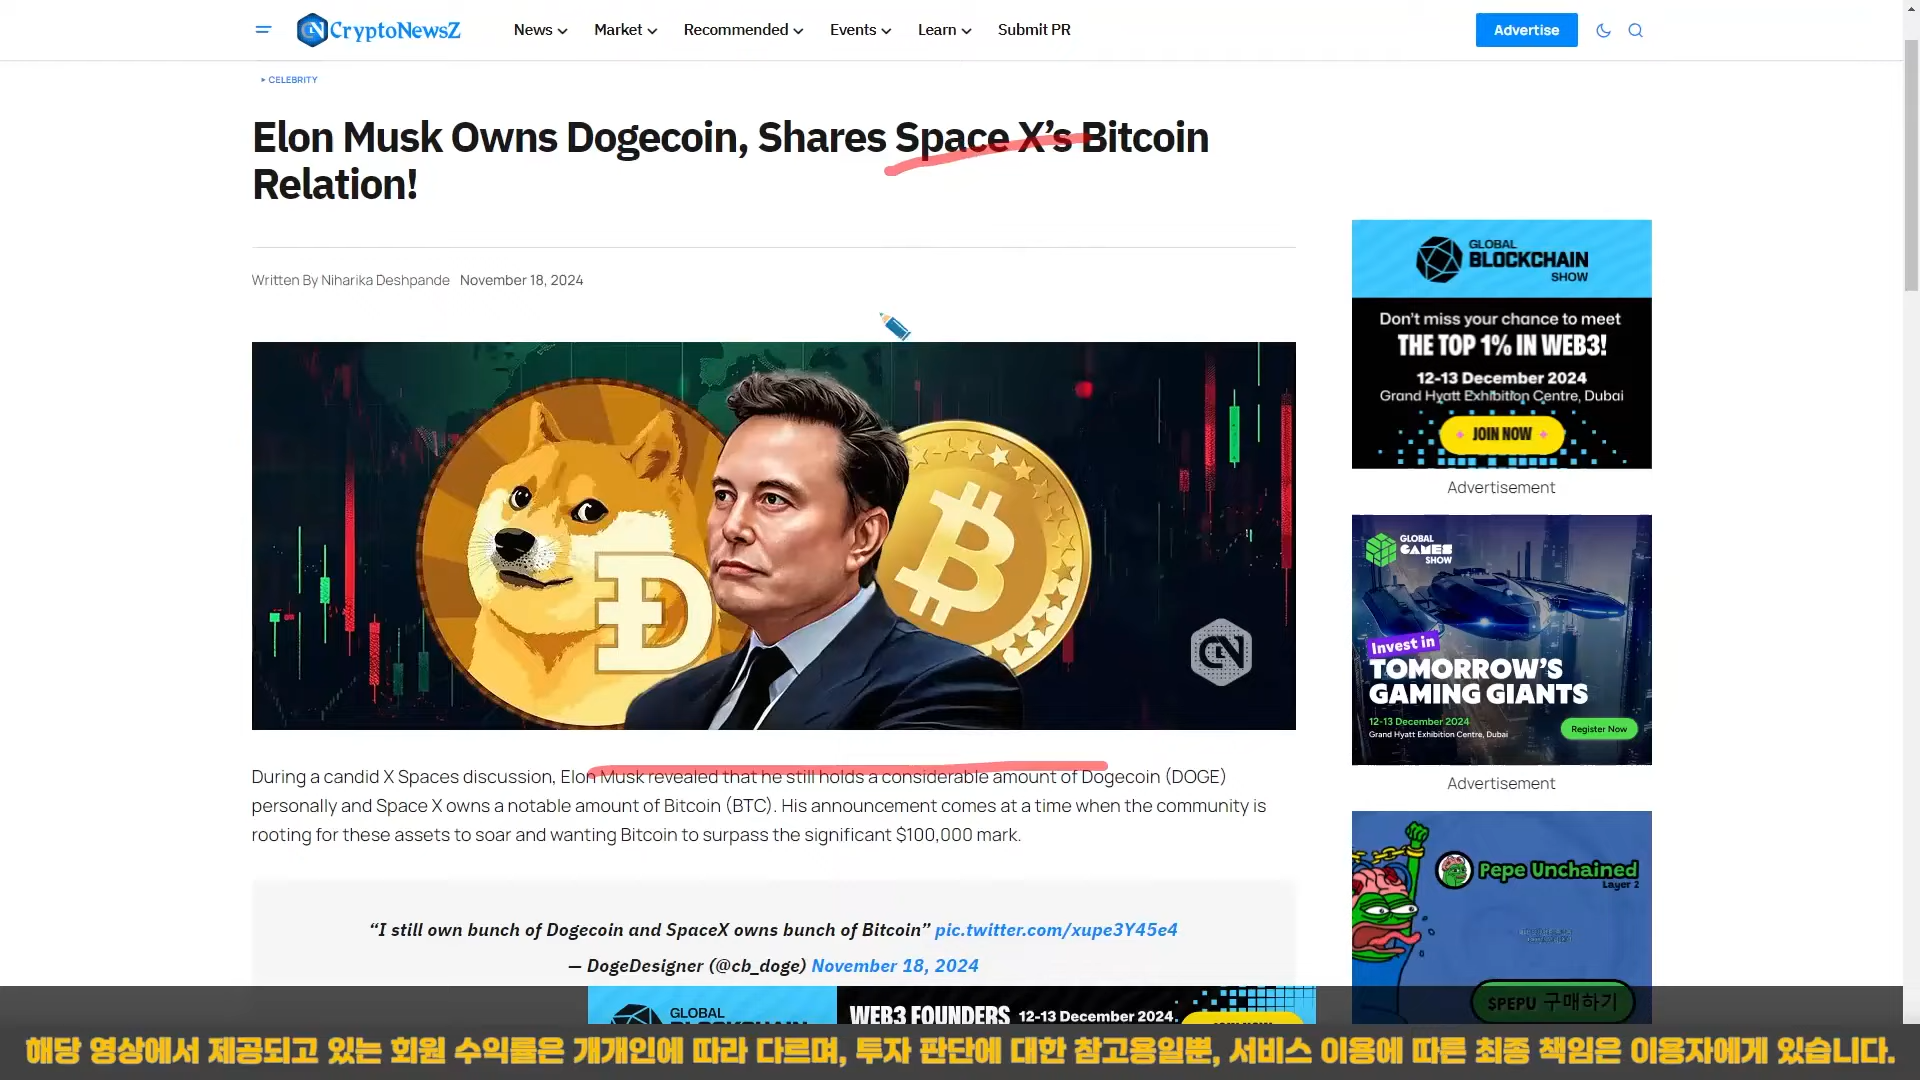 CryptoNewsZ
News
Market
Recommended
Events
Learn
Submit PR
Advertise
CELEBRITY
Elon Musk Owns Dogecoin, Shares Space X’s Bitcoin
Relation!
Written By Niharika Deshpande November 18, 2024
During a candid X Spaces discussion, Elon Musk revealed that he still holds a considerable amount of Dogecoin (DOGE)
personally and Space X owns a notable amount of Bitcoin (BTC). His announcement comes at a time when the community is
rooting for these assets to soar and wanting Bitcoin to surpass the significant $100,000 mark.
“I still own bunch of Dogecoin and SpaceX owns bunch of Bitcoin” pic.twitter.com/xupe3Y45e4
— DogeDesigner (@cb_doge) November 18, 2024
GLOBAL
BLOCKCHAIN
SHOW
Don’t miss your chance to meet
THE TOP 1% IN WEB3!
12-13 December 2024
Grand Hyatt Exhibition Centre, Dubai
JOIN NOW
Advertisement
GLOBAL
GAMES
SHOW
Invest in
TOMORROW’S
GAMING GIANTS
12-13 December 2024
Grand Hyatt Exhibition Centre, Dubai
Register Now
Advertisement
Pepe Unchained
Layer 2
$PEPU 구매하기
GLOBAL
BLOCKCHAIN
WEB3 FOUNDERS 12-13 December 2024
해당 영상에서 제공되고 있는 회원 수익률은 개개인에 따라 다르며, 투자 판단에 대한 참고용일뿐, 서비스 이용에 따른 최종 책임은 이용자에게 있습니다.